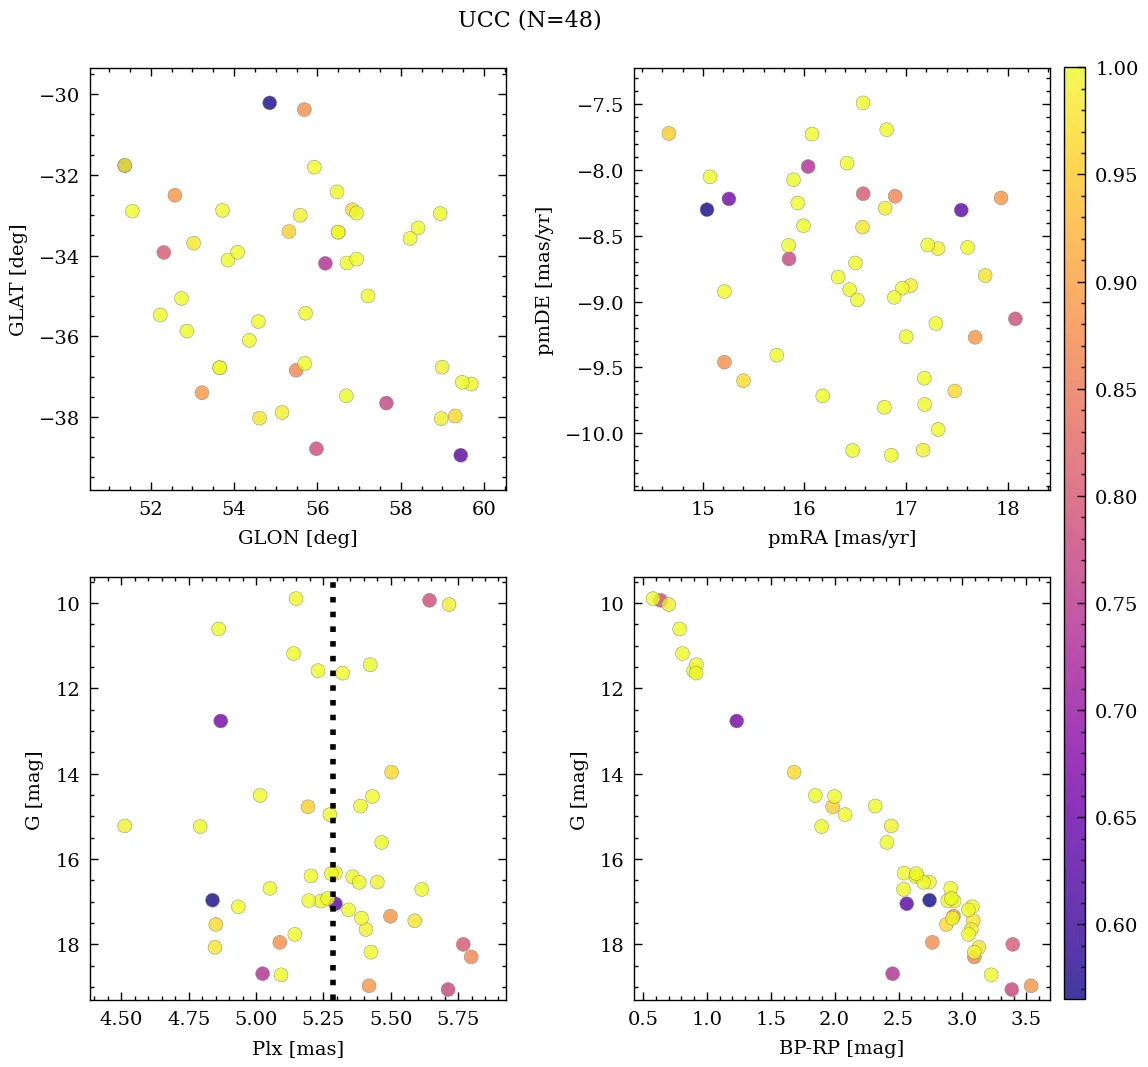 UCC (N=48)
−30
−32
−34
−36
−38
GLAT [deg]
52 54 56 58 60
GLON [deg]
−7.5
−8.0
−8.5
−9.0
−9.5
−10.0
pmDE [mas/yr]
15 16 17 18
pmRA [mas/yr]
10
12
14
16
18
G [mag]
4.50 4.75 5.00 5.25 5.50 5.75
Plx [mas]
10
12
14
16
18
G [mag]
0.5 1.0 1.5 2.0 2.5 3.0 3.5
BP-RP [mag]
1.00
0.95
0.90
0.85
0.80
0.75
0.70
0.65
0.60